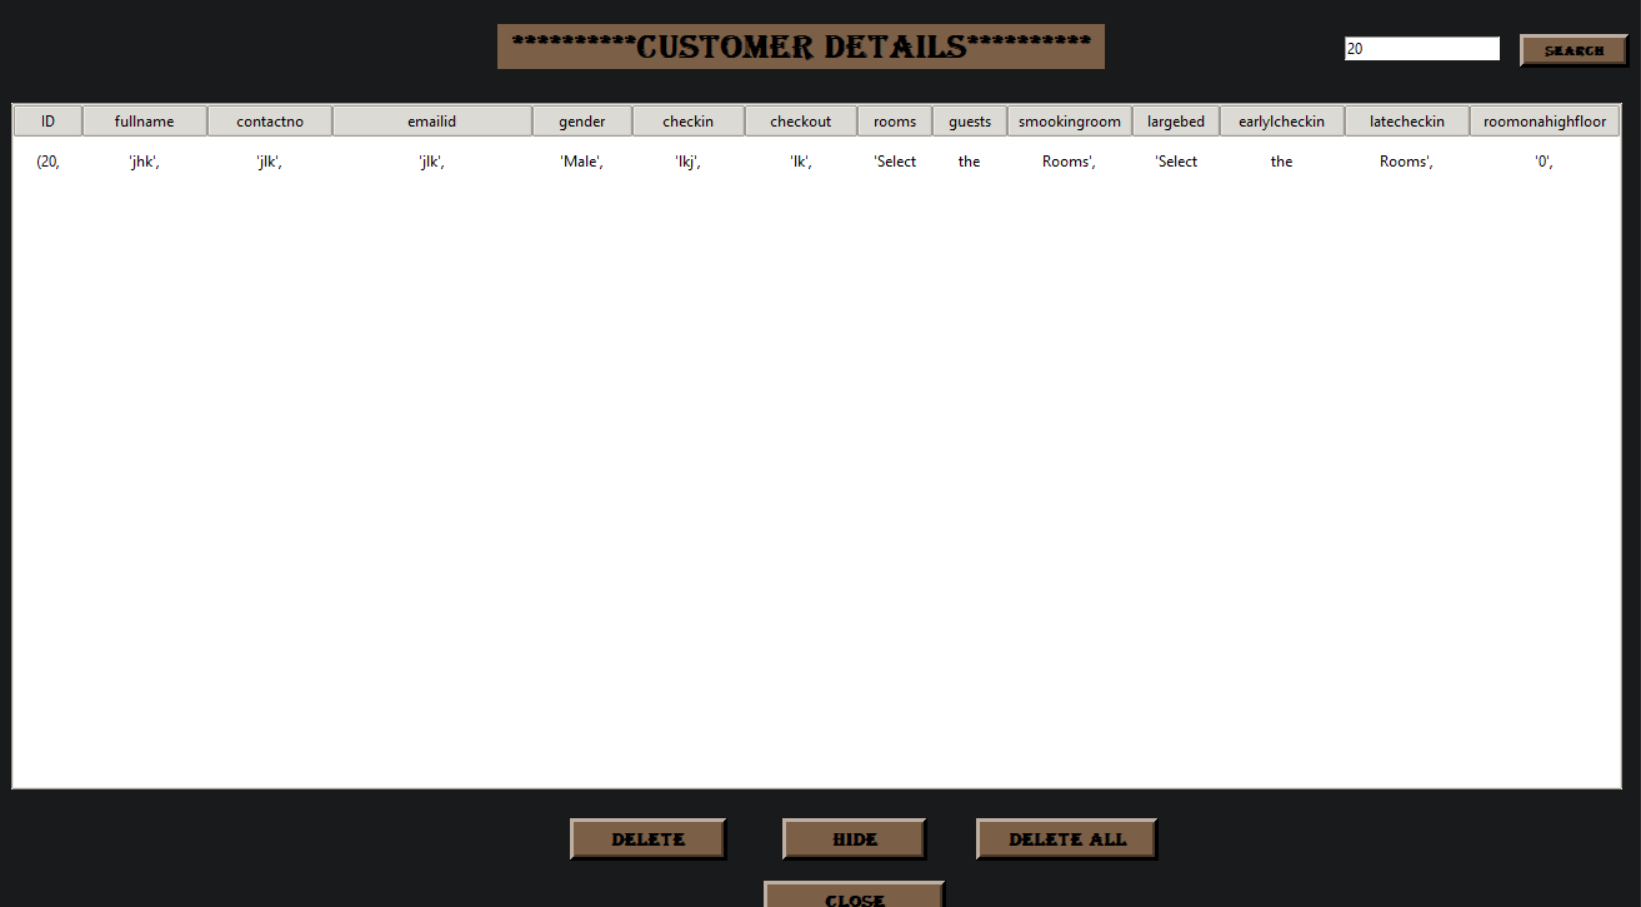 **********CUSTOMER DETAILS**********
20 SEARCH
ID fullname contactno emailid gender checkin checkout rooms guests smookingroom largebed earlylcheckin latecheckin roomonahighfloor
(20, 'jhk', 'jlk', 'jlk', 'Male', 'lkj', 'lk', 'Select the Rooms', 'Select the Rooms', '0',
DELETE HIDE DELETE ALL
CLOSE